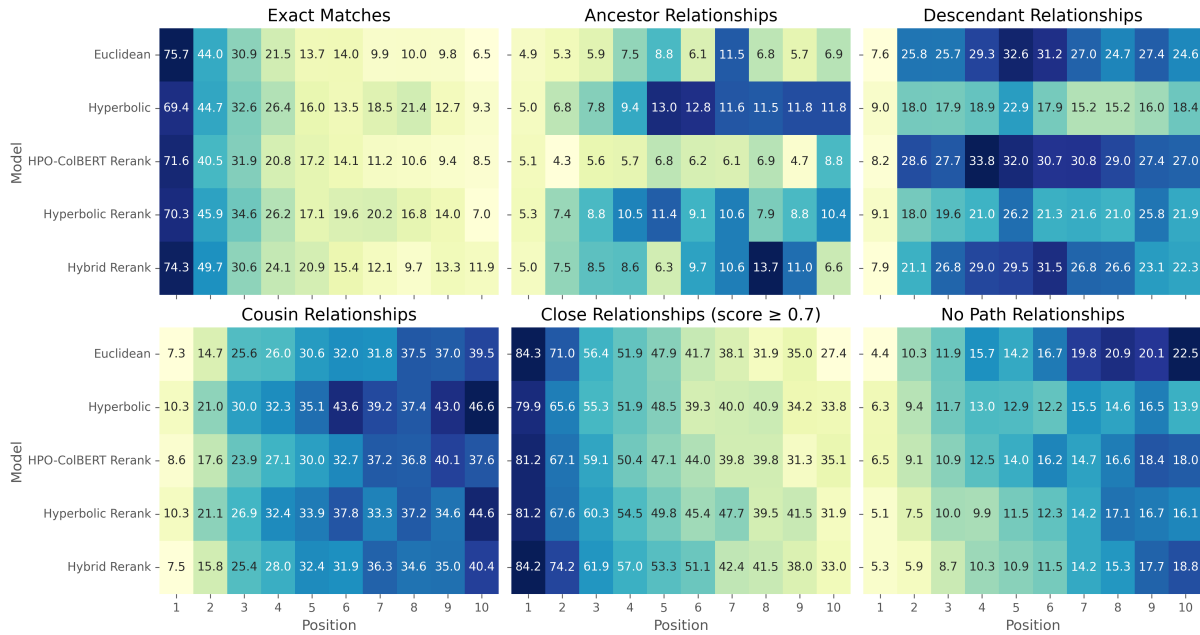 Exact Matches
Ancestor Relationships
Descendant Relationships
Model
Euclidean 75.7 44.0 30.9 21.5 13.7 14.0 9.9 10.0 9.8 6.5 4.9 5.3 5.9 7.5 8.8 6.1 11.5 6.8 5.7 6.9 7.6 25.8 25.7 29.3 32.6 31.2 27.0 24.7 27.4 24.6
Hyperbolic 69.4 44.7 32.6 26.4 16.0 13.5 18.5 21.4 12.7 9.3 5.0 6.8 7.8 9.4 13.0 12.8 11.6 11.5 11.8 11.8 9.0 18.0 17.9 18.9 22.9 17.9 15.2 15.2 16.0 18.4
HPO-ColBERT Rerank 71.6 40.5 31.9 20.8 17.2 14.1 11.2 10.6 9.4 8.5 5.1 4.3 5.6 5.7 6.8 6.2 6.1 6.9 4.7 8.8 8.2 28.6 27.7 33.8 32.0 30.7 30.8 29.0 27.4 27.0
Hyperbolic Rerank 70.3 45.9 34.6 26.2 17.1 19.6 20.2 16.8 14.0 7.0 5.3 7.4 8.8 10.5 11.4 9.1 10.6 7.9 8.8 10.4 9.1 18.0 19.6 21.0 26.2 21.3 21.6 21.0 25.8 21.9
Hybrid Rerank 74.3 49.7 30.6 24.1 20.9 15.4 12.1 9.7 13.3 11.9 5.0 7.5 8.5 8.6 6.3 9.7 10.6 13.7 11.0 6.6 7.9 21.1 26.8 29.0 29.5 31.5 26.8 26.6 23.1 22.3
Cousin Relationships
Close Relationships (score ≥ 0.7)
No Path Relationships
Model
Euclidean 7.3 14.7 25.6 26.0 30.6 32.0 31.8 37.5 37.0 39.5 84.3 71.0 56.4 51.9 47.9 41.7 38.1 31.9 35.0 27.4 4.4 10.3 11.9 15.7 14.2 16.7 19.8 20.9 20.1 22.5
Hyperbolic 10.3 21.0 30.0 32.3 35.1 43.6 39.2 37.4 43.0 46.6 79.9 65.6 55.3 51.9 48.5 39.3 40.0 40.9 34.2 33.8 6.3 9.4 11.7 13.0 12.9 12.2 15.5 14.6 16.5 13.9
HPO-ColBERT Rerank 8.6 17.6 23.9 27.1 30.0 32.7 37.2 36.8 40.1 37.6 81.2 67.1 59.1 50.4 47.1 44.0 39.8 39.8 31.3 35.1 6.5 9.1 10.9 12.5 14.0 16.2 14.7 16.6 18.4 18.0
Hyperbolic Rerank 10.3 21.1 26.9 32.4 33.9 37.8 33.3 37.2 34.6 44.6 81.2 67.6 60.3 54.5 49.8 45.4 47.7 39.5 41.5 31.9 5.1 7.5 10.0 9.9 11.5 12.3 14.2 17.1 16.7 16.1
Hybrid Rerank 7.5 15.8 25.4 28.0 32.4 31.9 36.3 34.6 35.0 40.4 84.2 74.2 61.9 57.0 53.3 51.1 42.4 41.5 38.0 33.0 5.3 5.9 8.7 10.3 10.9 11.5 14.2 15.3 17.7 18.8
1 2 3 4 5 6 7 8 9 10 1 2 3 4 5 6 7 8 9 10 1 2 3 4 5 6 7 8 9 10
Position Position Position